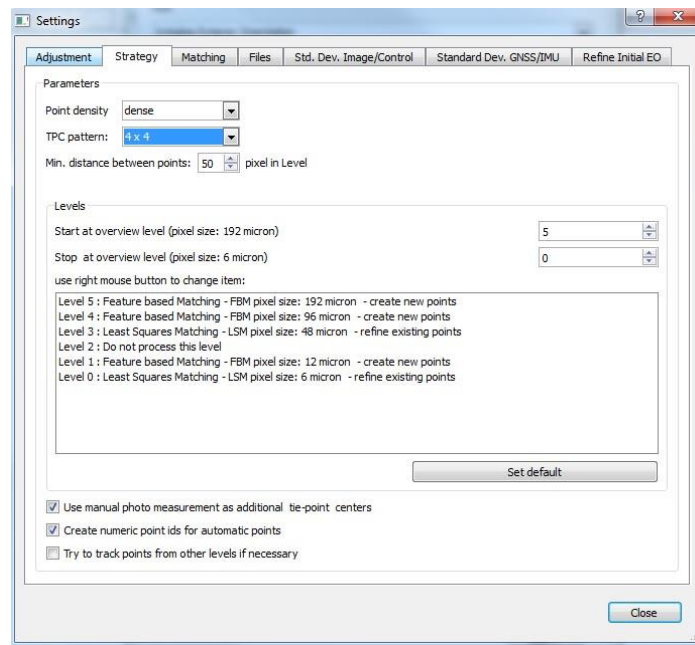 Settings
Adjustment Strategy Matching Files Std. Dev. Image/Control Standard Dev. GNSS/IMU Refine Initial EO
Parameters
Point density dense
TPC pattern: 4 x 4
Min. distance between points: 50 pixel in Level
Levels
Start at overview level (pixel size: 192 micron) 5
Stop at overview level (pixel size: 6 micron) 0
use right mouse button to change item:
Level 5 : Feature based Matching - FBM pixel size: 192 micron - create new points
Level 4 : Feature based Matching - FBM pixel size: 96 micron - create new points
Level 3 : Least Squares Matching - LSM pixel size: 48 micron - refine existing points
Level 2 : Do not process this level
Level 1 : Feature based Matching - FBM pixel size: 12 micron - create new points
Level 0 : Least Squares Matching - LSM pixel size: 6 micron - refine existing points
Set default
Use manual photo measurement as additional tie-point centers
Create numeric point ids for automatic points
Try to track points from other levels if necessary
Close